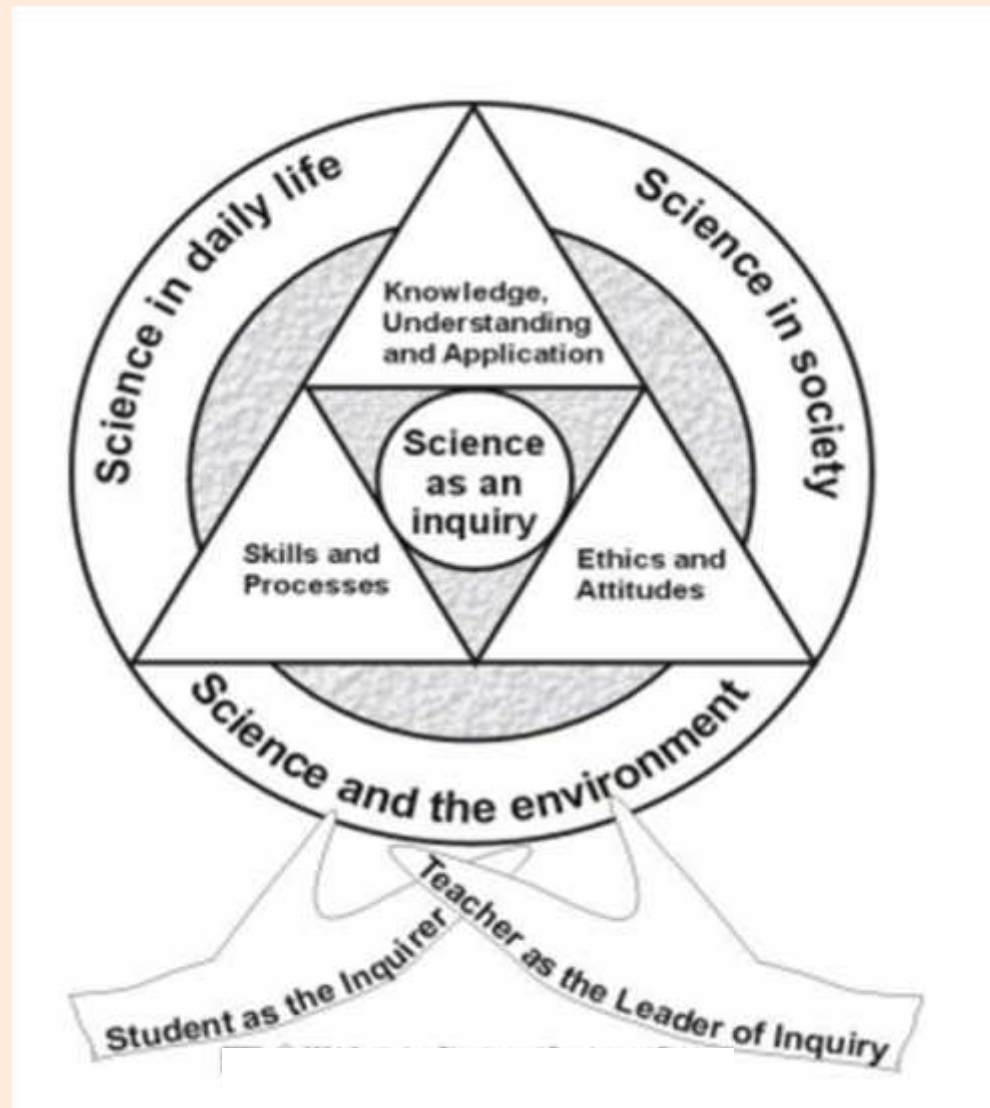 Science in daily life
Science in society
Knowledge,
Understanding
and Application
Science
as an
inquiry
Skills and
Processes
Ethics and
Attitudes
Science and the environment
Student as the Inquirer
Teacher as the Leader of Inquiry